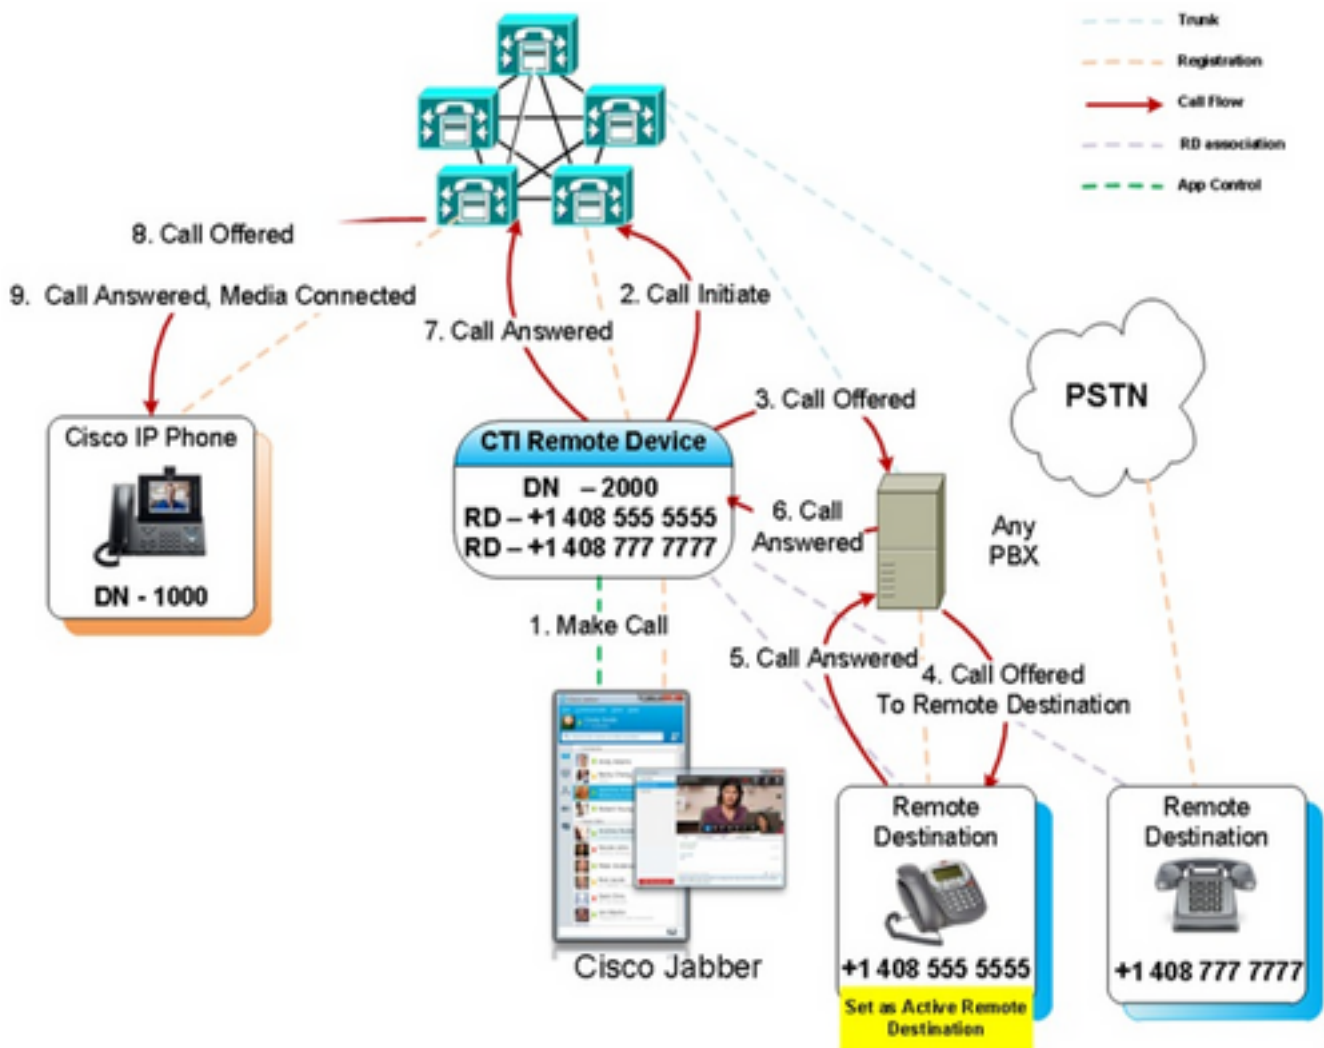 Trunk
Registration
Call Flow
RD association
App Control
8. Call Offered
9. Call Answered, Media Connected
2. Call Initiate
7. Call Answered
3. Call Offered
PSTN
Cisco IP Phone
DN - 1000
CTI Remote Device
DN – 2000
RD – +1 408 555 5555
RD – +1 408 777 7777
6. Call
Answered
Any
PBX
1. Make Call
5. Call Answered
4. Call Offered
To Remote Destination
Cisco Jabber
Remote
Destination
+1 408 555 5555
Set as Active Remote
Destination
Remote
Destination
+1 408 777 7777